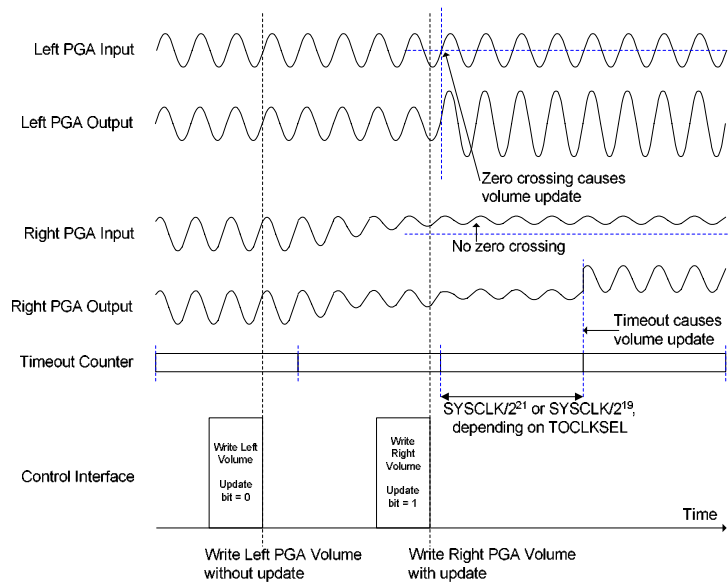 Left PGA Input
Left PGA Output
Zero crossing causes
volume update
Right PGA Input
No zero crossing
Right PGA Output
Timeout causes
volume update
Timeout Counter
SYSCLK/2²¹ or SYSCLK/2¹⁹,
depending on TOCLKSEL
Control Interface
Write Left
Volume
Update
bit = 0
Write
Right
Volume
Update
bit = 1
Time
Write Left PGA Volume
without update
Write Right PGA Volume
with update